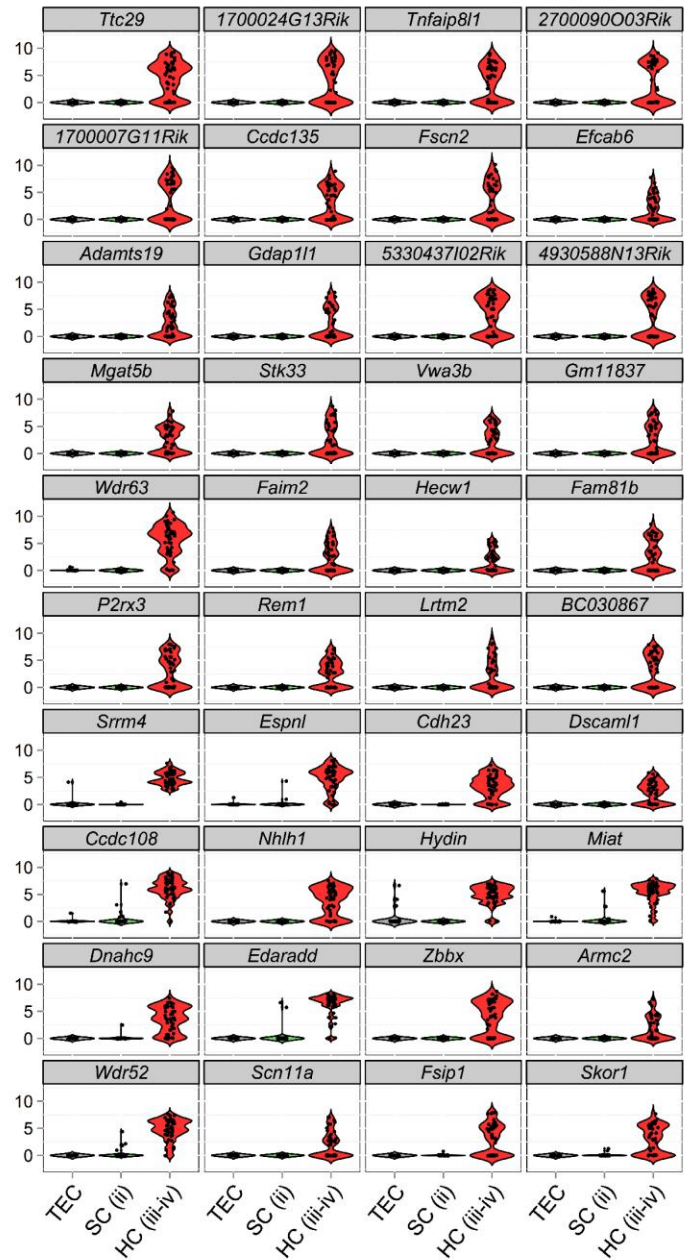 Ttc29 1700024G13Rik Tnfaip8l1 2700090O03Rik
10
5
0
1700007G11Rik Ccdc135 Fscn2 Efcab6
10
5
0
Adamts19 Gdap1l1 5330437I02Rik 4930588N13Rik
10
5
0
Mgat5b Stk33 Vwa3b Gm11837
10
5
0
Wdr63 Faim2 Hecw1 Fam81b
10
5
0
P2rx3 Rem1 Lrtm2 BC030867
10
5
0
Srrm4 Espnl Cdh23 Dscaml1
10
5
0
Ccdc108 Nhlh1 Hydin Miat
10
5
0
Dnahc9 Edaradd Zbbx Armc2
10
5
0
Wdr52 Scn11a Fsip1 Skor1
10
5
0
TEC SC (ii) HC (iii-iv) TEC SC (ii) HC (iii-iv) TEC SC (ii) HC (iii-iv) TEC SC (ii) HC (iii-iv)